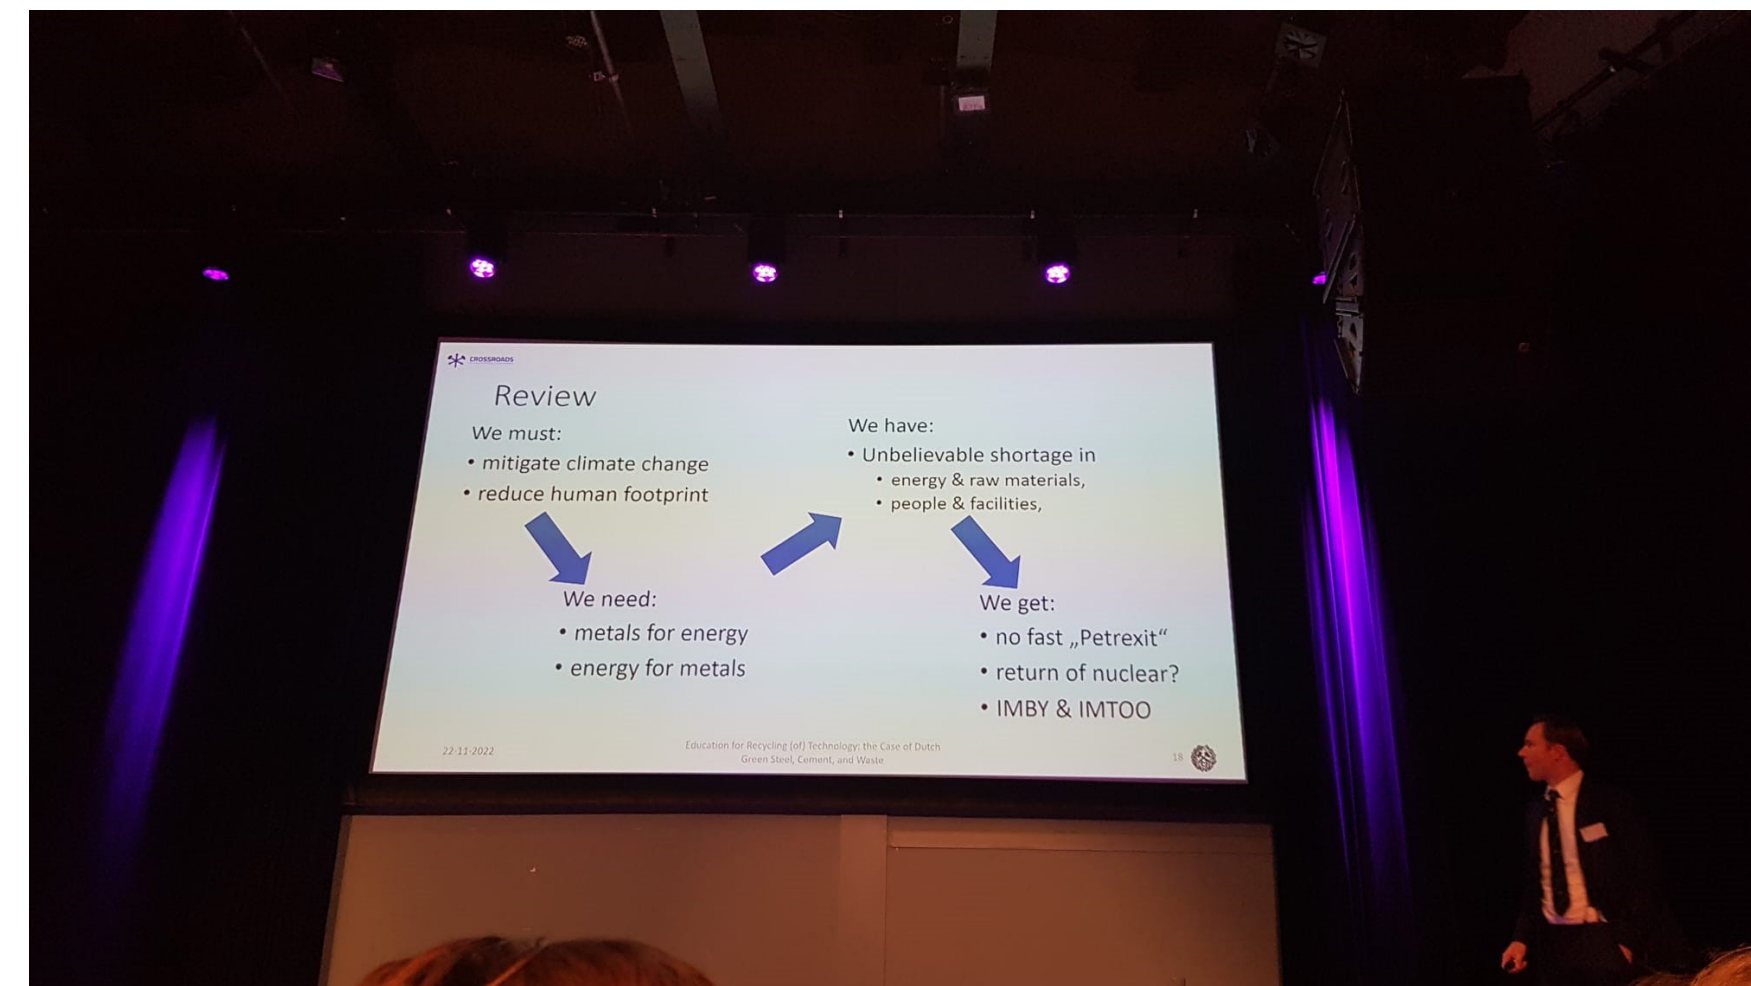 CROSSROADS
Review
We must:
• mitigate climate change
• reduce human footprint
We need:
• metals for energy
• energy for metals
We have:
• Unbelievable shortage in
• energy & raw materials,
• people & facilities,
We get:
• no fast „Petrexit“
• return of nuclear?
• IMBY & IMTOO
22-11-2022
Education for Recycling (of) Technology: the Case of Dutch
Green Steel, Cement, and Waste
18